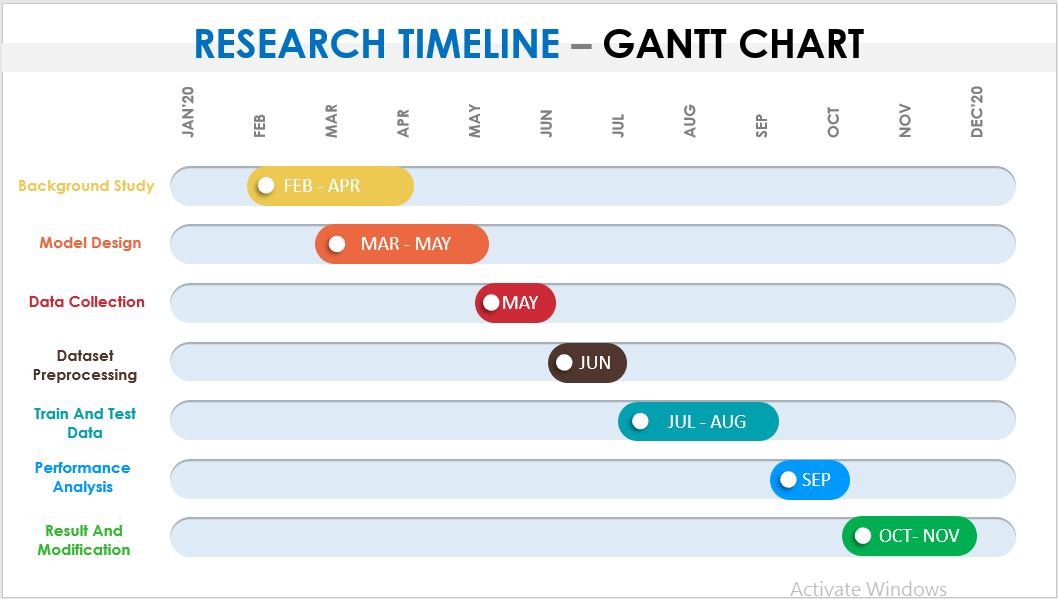 RESEARCH TIMELINE – GANTT CHART
JAN'20
FEB
MAR
APR
MAY
JUN
JUL
AUG
SEP
OCT
NOV
DEC'20
Background Study
FEB - APR
Model Design
MAR - MAY
Data Collection
MAY
Dataset
Preprocessing
JUN
Train And Test
Data
JUL - AUG
Performance
Analysis
SEP
Result And
Modification
OCT- NOV
Activate Windows